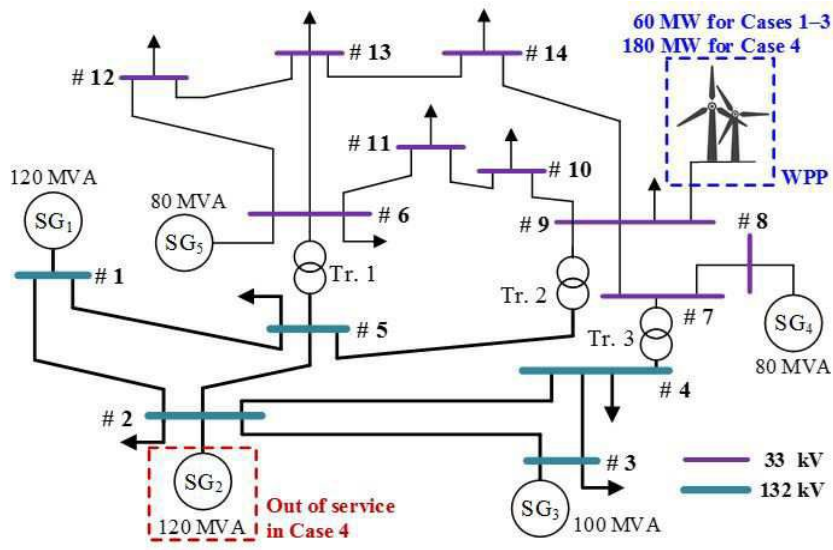 60 MW for Cases 1–3
180 MW for Case 4
# 13
# 14
# 12
# 11
# 10
WPP
120 MVA
SG1
80 MVA
SG5
# 6
# 9
# 8
# 1
Tr. 1
Tr. 2
# 7
SG4
# 5
Tr. 3
80 MVA
# 4
# 2
SG2
# 3
33 kV
132 kV
120 MVA
Out of service
in Case 4
SG3
100 MVA